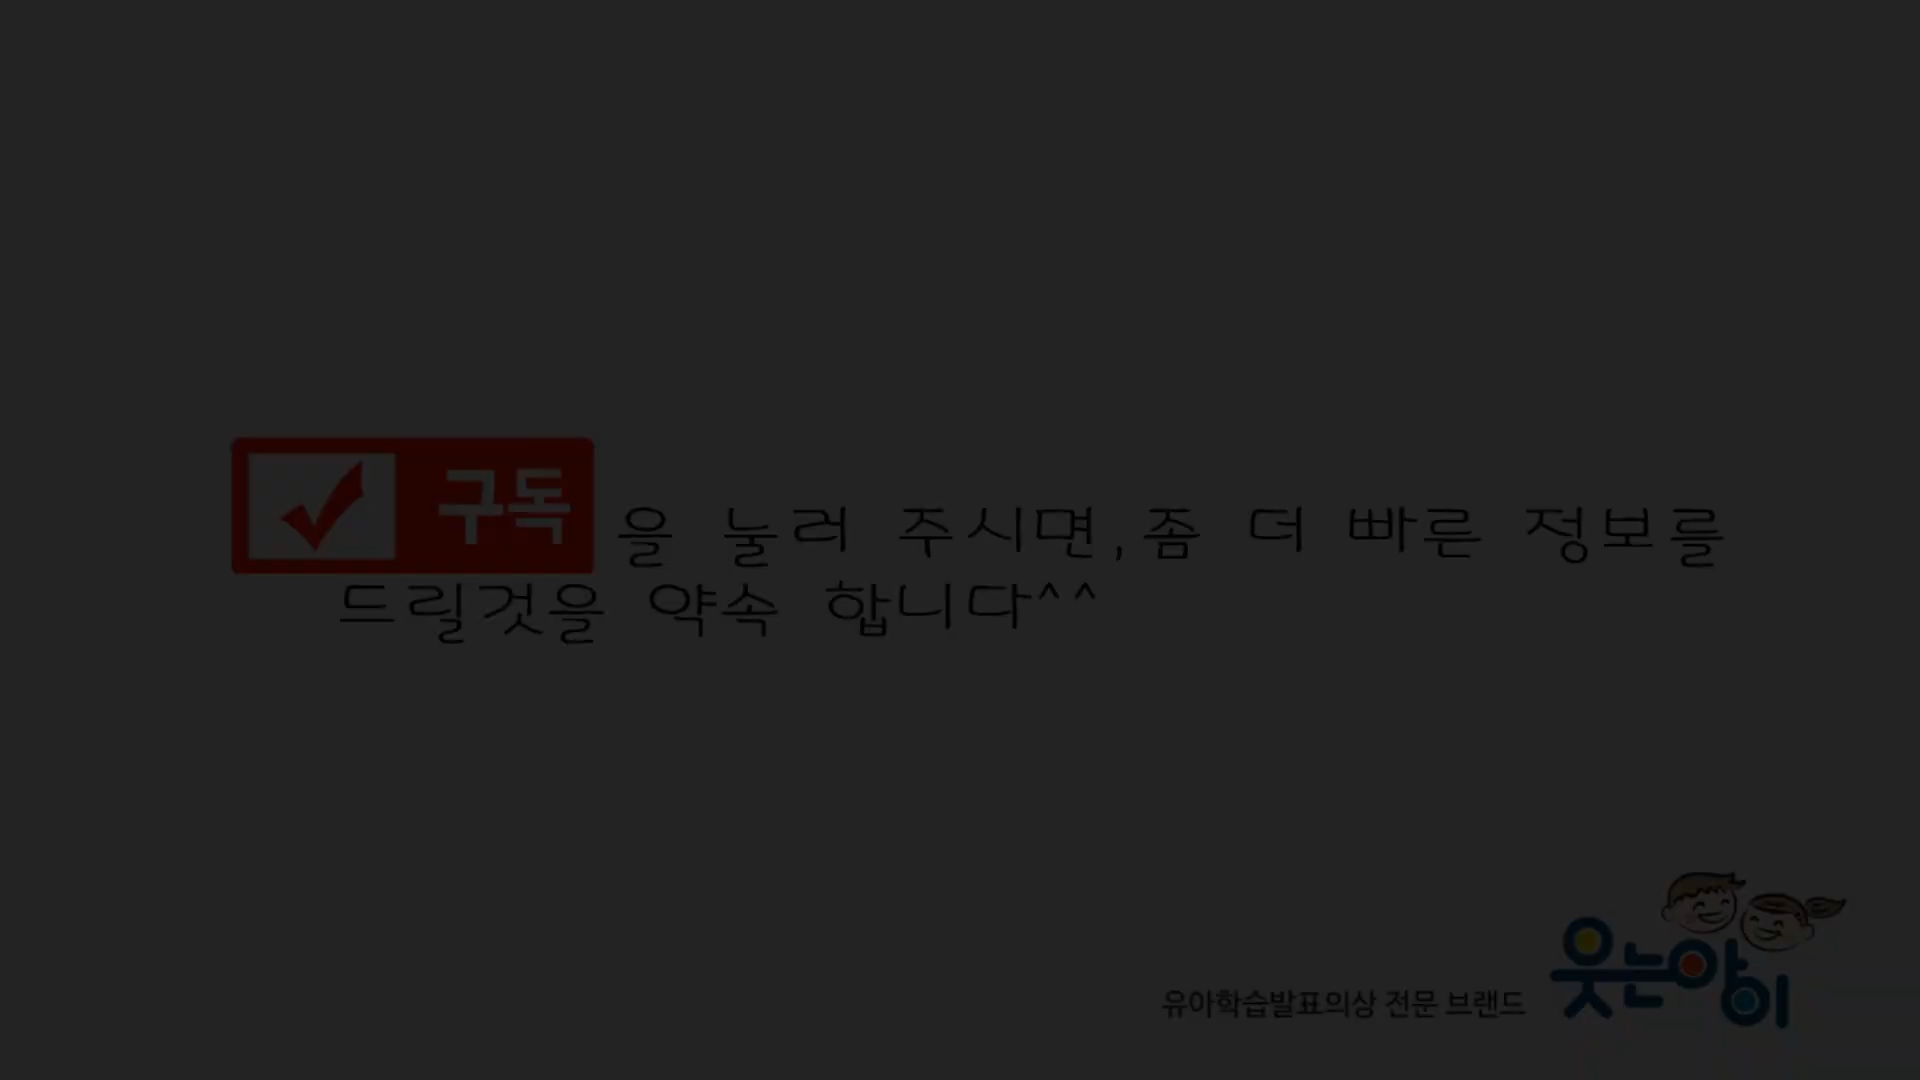 구독을 눌러 주시면,좀 더 빠른 정보를
드릴것을 약속 합니다^^
유아학습발표의상 전문 브랜드
웃는아이